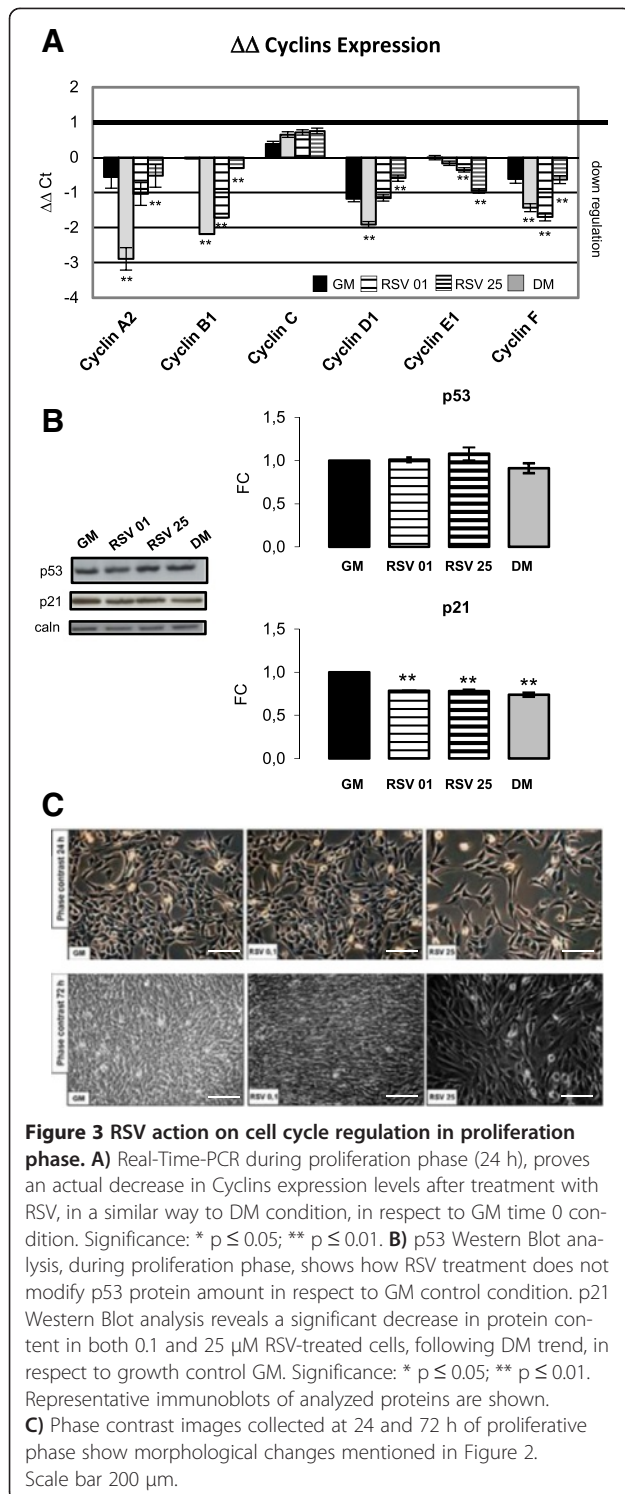 A
ΔΔ Cyclins Expression
2
1
0
-1
-2
-3
-4
ΔΔ Ct
down regulation
**
**
**
**
**
**
**
**
**
**
**
**
GM RSV 01 RSV 25 DM
Cyclin A2
Cyclin B1
Cyclin C
Cyclin D1
Cyclin E1
Cyclin F
B
GM
RSV 01
RSV 25
DM
p53
p21
caln
p53
1,5
1,0
0,5
0,0
FC
GM RSV 01 RSV 25 DM
p21
1,5
1,0
0,5
0,0
FC
** ** **
GM RSV 01 RSV 25 DM
C
Phase contrast 24 h
GM
RSV 0,1
RSV 25
Phase contrast 72 h
GM
RSV 0,1
RSV 25
Figure 3 RSV action on cell cycle regulation in proliferation
phase. A) Real-Time-PCR during proliferation phase (24 h), proves
an actual decrease in Cyclins expression levels after treatment with
RSV, in a similar way to DM condition, in respect to GM time 0 con-
dition. Significance: * p ≤ 0.05; ** p ≤ 0.01. B) p53 Western Blot ana-
lysis, during proliferation phase, shows how RSV treatment does not
modify p53 protein amount in respect to GM control condition. p21
Western Blot analysis reveals a significant decrease in protein con-
tent in both 0.1 and 25 μM RSV-treated cells, following DM trend, in
respect to growth control GM. Significance: * p ≤ 0.05; ** p ≤ 0.01.
Representative immunoblots of analyzed proteins are shown.
C) Phase contrast images collected at 24 and 72 h of proliferative
phase show morphological changes mentioned in Figure 2.
Scale bar 200 μm.